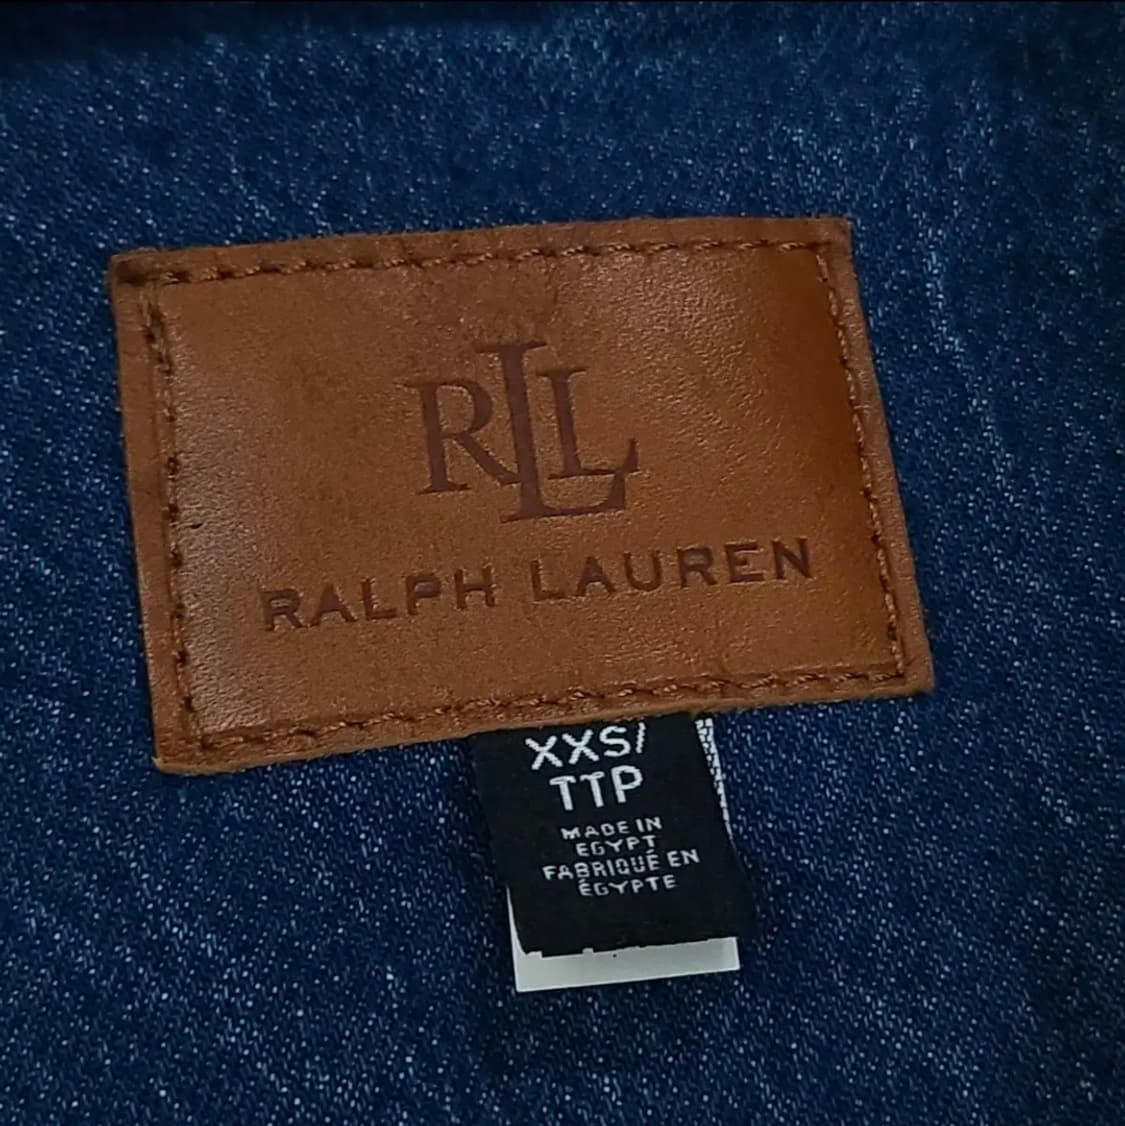 RLL
RALPH LAUREN
XXS/
TTP
MADE IN
EGYPT
FABRIQUÉ EN
ÉGYPTE